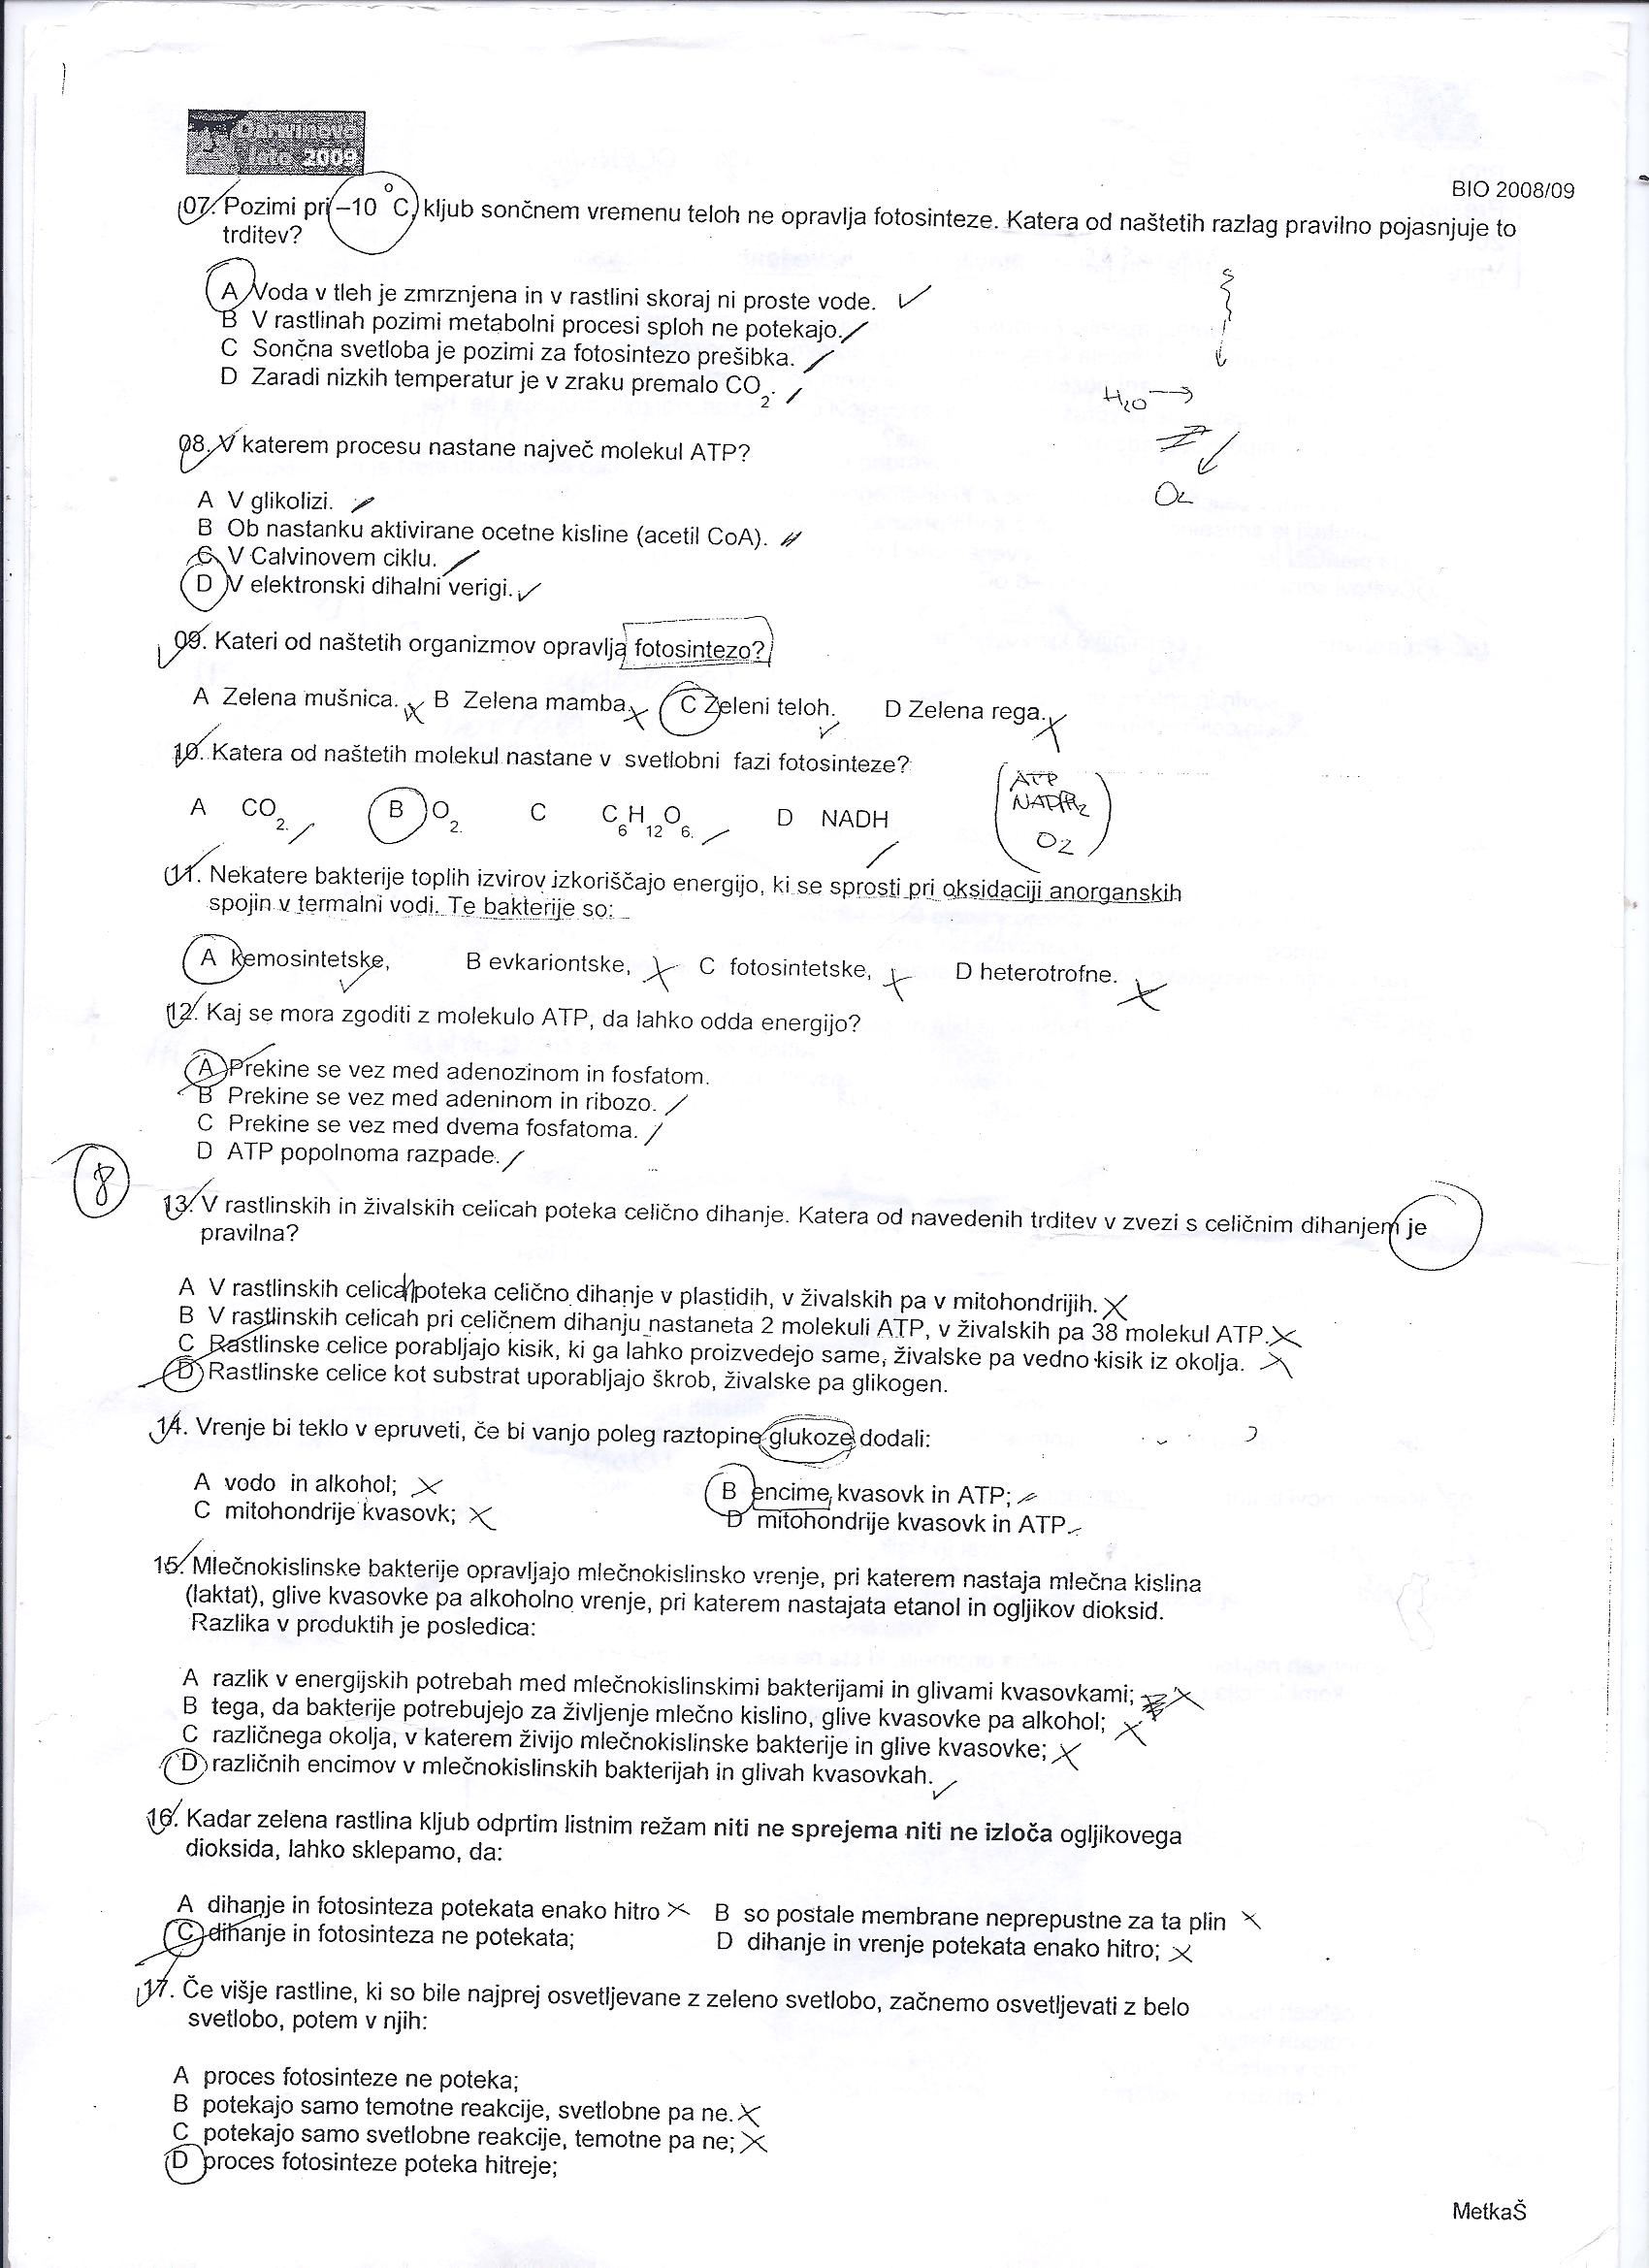 Darwinovo
leto 2009
BIO 2008/09
07. Pozimi pri –10 °C, kljub sončnem vremenu teloh ne opravlja fotosinteze. Katera od naštetih razlag pravilno pojasnjuje to
trditev?
A Voda v tleh je zmrznjena in v rastlini skoraj ni proste vode.
B V rastlinah pozimi metabolni procesi sploh ne potekajo.
C Sončna svetloba je pozimi za fotosintezo prešibka.
D Zaradi nizkih temperatur je v zraku premalo CO2.
H2O
O2
08. V katerem procesu nastane največ molekul ATP?
A V glikolizi.
B Ob nastanku aktivirane ocetne kisline (acetil CoA).
C V Calvinovem ciklu.
D V elektronski dihalni verigi.
09. Kateri od naštetih organizmov opravlja fotosintezo?
A Zelena mušnica. B Zelena mamba. C Zeleni teloh. D Zelena rega.
10. Katera od naštetih molekul nastane v svetlobni fazi fotosinteze?
A CO2. B O2. C C6H12O6. D NADH
ATP
NADPH2
O2
11. Nekatere bakterije toplih izvirov izkoriščajo energijo, ki se sprosti pri oksidaciji anorganskih
spojin v termalni vodi. Te bakterije so:
A kemosintetske, B evkariontske, C fotosintetske, D heterotrofne.
12. Kaj se mora zgoditi z molekulo ATP, da lahko odda energijo?
A Prekine se vez med adenozinom in fosfatom.
B Prekine se vez med adeninom in ribozo.
C Prekine se vez med dvema fosfatoma.
D ATP popolnoma razpade.
8
13. V rastlinskih in živalskih celicah poteka celično dihanje. Katera od navedenih trditev v zvezi s celičnim dihanjem je
pravilna?
A V rastlinskih celicah poteka celično dihanje v plastidih, v živalskih pa v mitohondrijih.
B V rastlinskih celicah pri celičnem dihanju nastaneta 2 molekuli ATP, v živalskih pa 38 molekul ATP.
C Rastlinske celice porabljajo kisik, ki ga lahko proizvedejo same, živalske pa vedno kisik iz okolja.
D Rastlinske celice kot substrat uporabljajo škrob, živalske pa glikogen.
14. Vrenje bi teklo v epruveti, če bi vanjo poleg raztopine glukoze dodali:
A vodo in alkohol; B encime kvasovk in ATP;
C mitohondrije kvasovk; D mitohondrije kvasovk in ATP.
15. Mlečnokislinske bakterije opravljajo mlečnokislinsko vrenje, pri katerem nastaja mlečna kislina
(laktat), glive kvasovke pa alkoholno vrenje, pri katerem nastajata etanol in ogljikov dioksid.
Razlika v produktih je posledica:
A razlik v energijskih potrebah med mlečnokislinskimi bakterijami in glivami kvasovkami;
B tega, da bakterije potrebujejo za življenje mlečno kislino, glive kvasovke pa alkohol;
C različnega okolja, v katerem živijo mlečnokislinske bakterije in glive kvasovke;
D različnih encimov v mlečnokislinskih bakterijah in glivah kvasovkah.
16. Kadar zelena rastlina kljub odprtim listnim režam niti ne sprejema niti ne izloča ogljikovega
dioksida, lahko sklepamo, da:
A dihanje in fotosinteza potekata enako hitro B so postale membrane neprepustne za ta plin
C dihanje in fotosinteza ne potekata; D dihanje in vrenje potekata enako hitro;
17. Če višje rastline, ki so bile najprej osvetljevane z zeleno svetlobo, začnemo osvetljevati z belo
svetlobo, potem v njih:
A proces fotosinteze ne poteka;
B potekajo samo temotne reakcije, svetlobne pa ne.
C potekajo samo svetlobne reakcije, temotne pa ne;
D proces fotosinteze poteka hitreje;
MetkaŠ